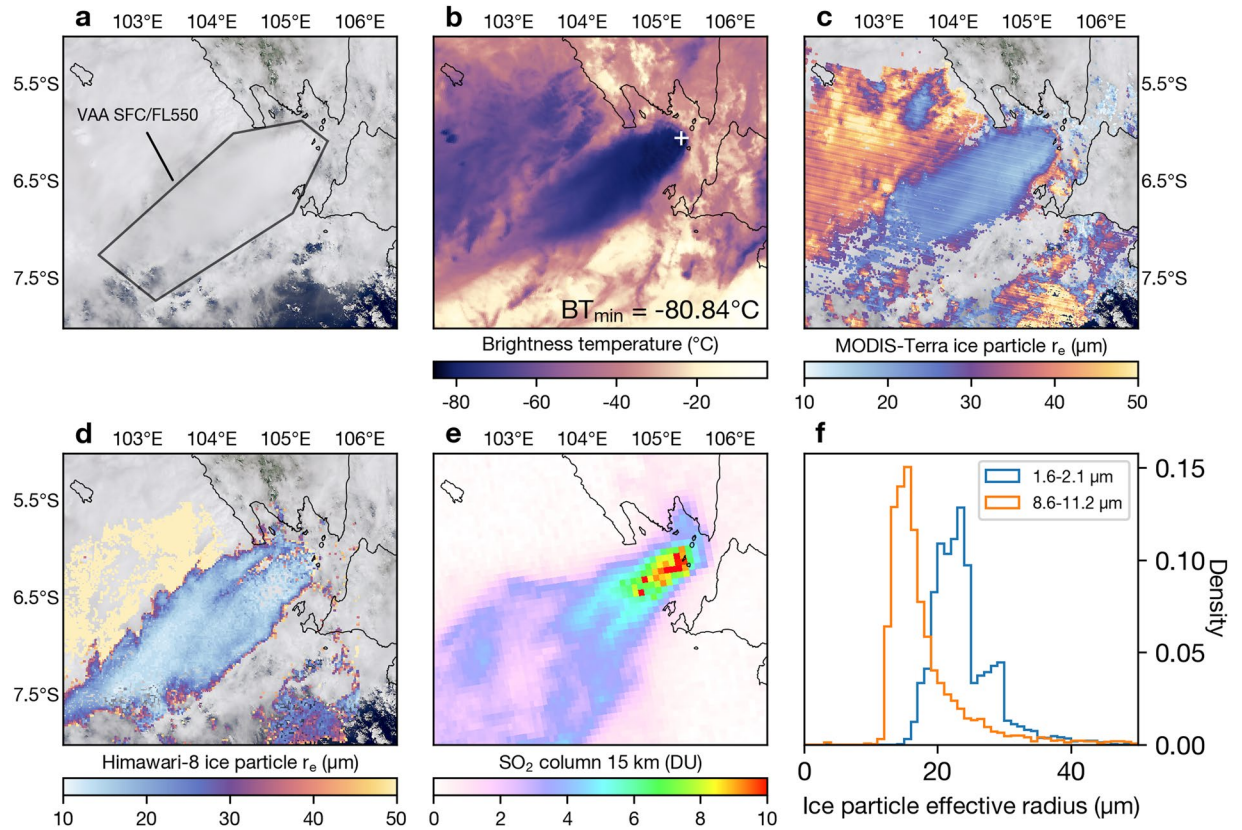 a
103°E 104°E 105°E 106°E
5.5°S
6.5°S
7.5°S
VAA SFC/FL550
b
103°E 104°E 105°E 106°E
BTmin = -80.84°C
Brightness temperature (°C)
-80 -60 -40 -20
c
103°E 104°E 105°E 106°E
5.5°S
6.5°S
7.5°S
MODIS-Terra ice particle re (μm)
10 20 30 40 50
d
103°E 104°E 105°E 106°E
5.5°S
6.5°S
7.5°S
Himawari-8 ice particle re (μm)
10 20 30 40 50
e
103°E 104°E 105°E 106°E
SO2 column 15 km (DU)
0 2 4 6 8 10
f
1.6-2.1 μm
8.6-11.2 μm
0.15
0.10
0.05
0.00
Density
0 20 40
Ice particle effective radius (μm)